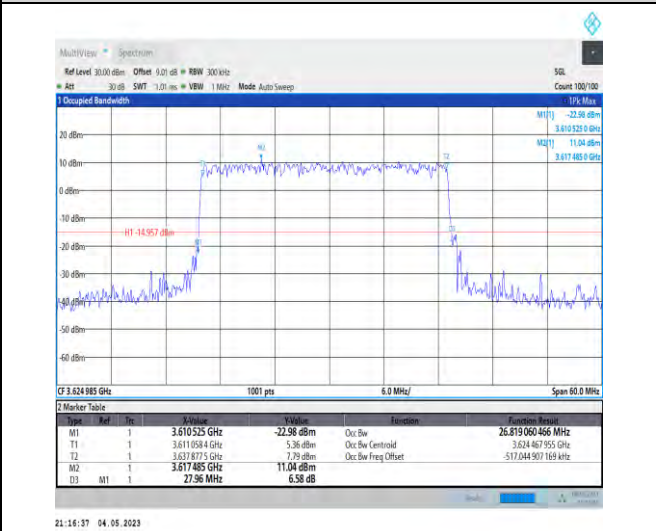 MultiView Spectrum
Ref Level 30.00 dBm Offset 9.01 dB RBW 300 kHz SGL
Att 30 dB SWT 1.01 ms VBW 1 MHz Mode Auto Sweep Count 100/100
1 Occupied Bandwidth 1Pk Max
M1[1] -22.98 dBm
3.610 525 0 GHz
M2[1] 11.04 dBm
3.617 485 0 GHz
20 dBm
M2
10 dBm
T2
0 dBm
-10 dBm
H1 -14.957 dBm
-20 dBm
-30 dBm
-40 dBm
-50 dBm
-60 dBm
CF 3.624 985 GHz 1001 pts 6.0 MHz/ Span 60.0 MHz
2 Marker Table
Type Ref Trc X-Value Y-Value Function Function Result
M1 1 3.610 525 GHz -22.98 dBm Occ Bw 26.819 060 466 MHz
T1 1 3.611 058 4 GHz 5.36 dBm Occ Bw Centroid 3.624 467 955 GHz
T2 1 3.637 877 5 GHz 7.79 dBm Occ Bw Freq Offset -517.044 907 169 kHz
M2 1 3.617 485 GHz 11.04 dBm
D3 M1 1 27.96 MHz 6.58 dB
21:16:37 04.05.2023